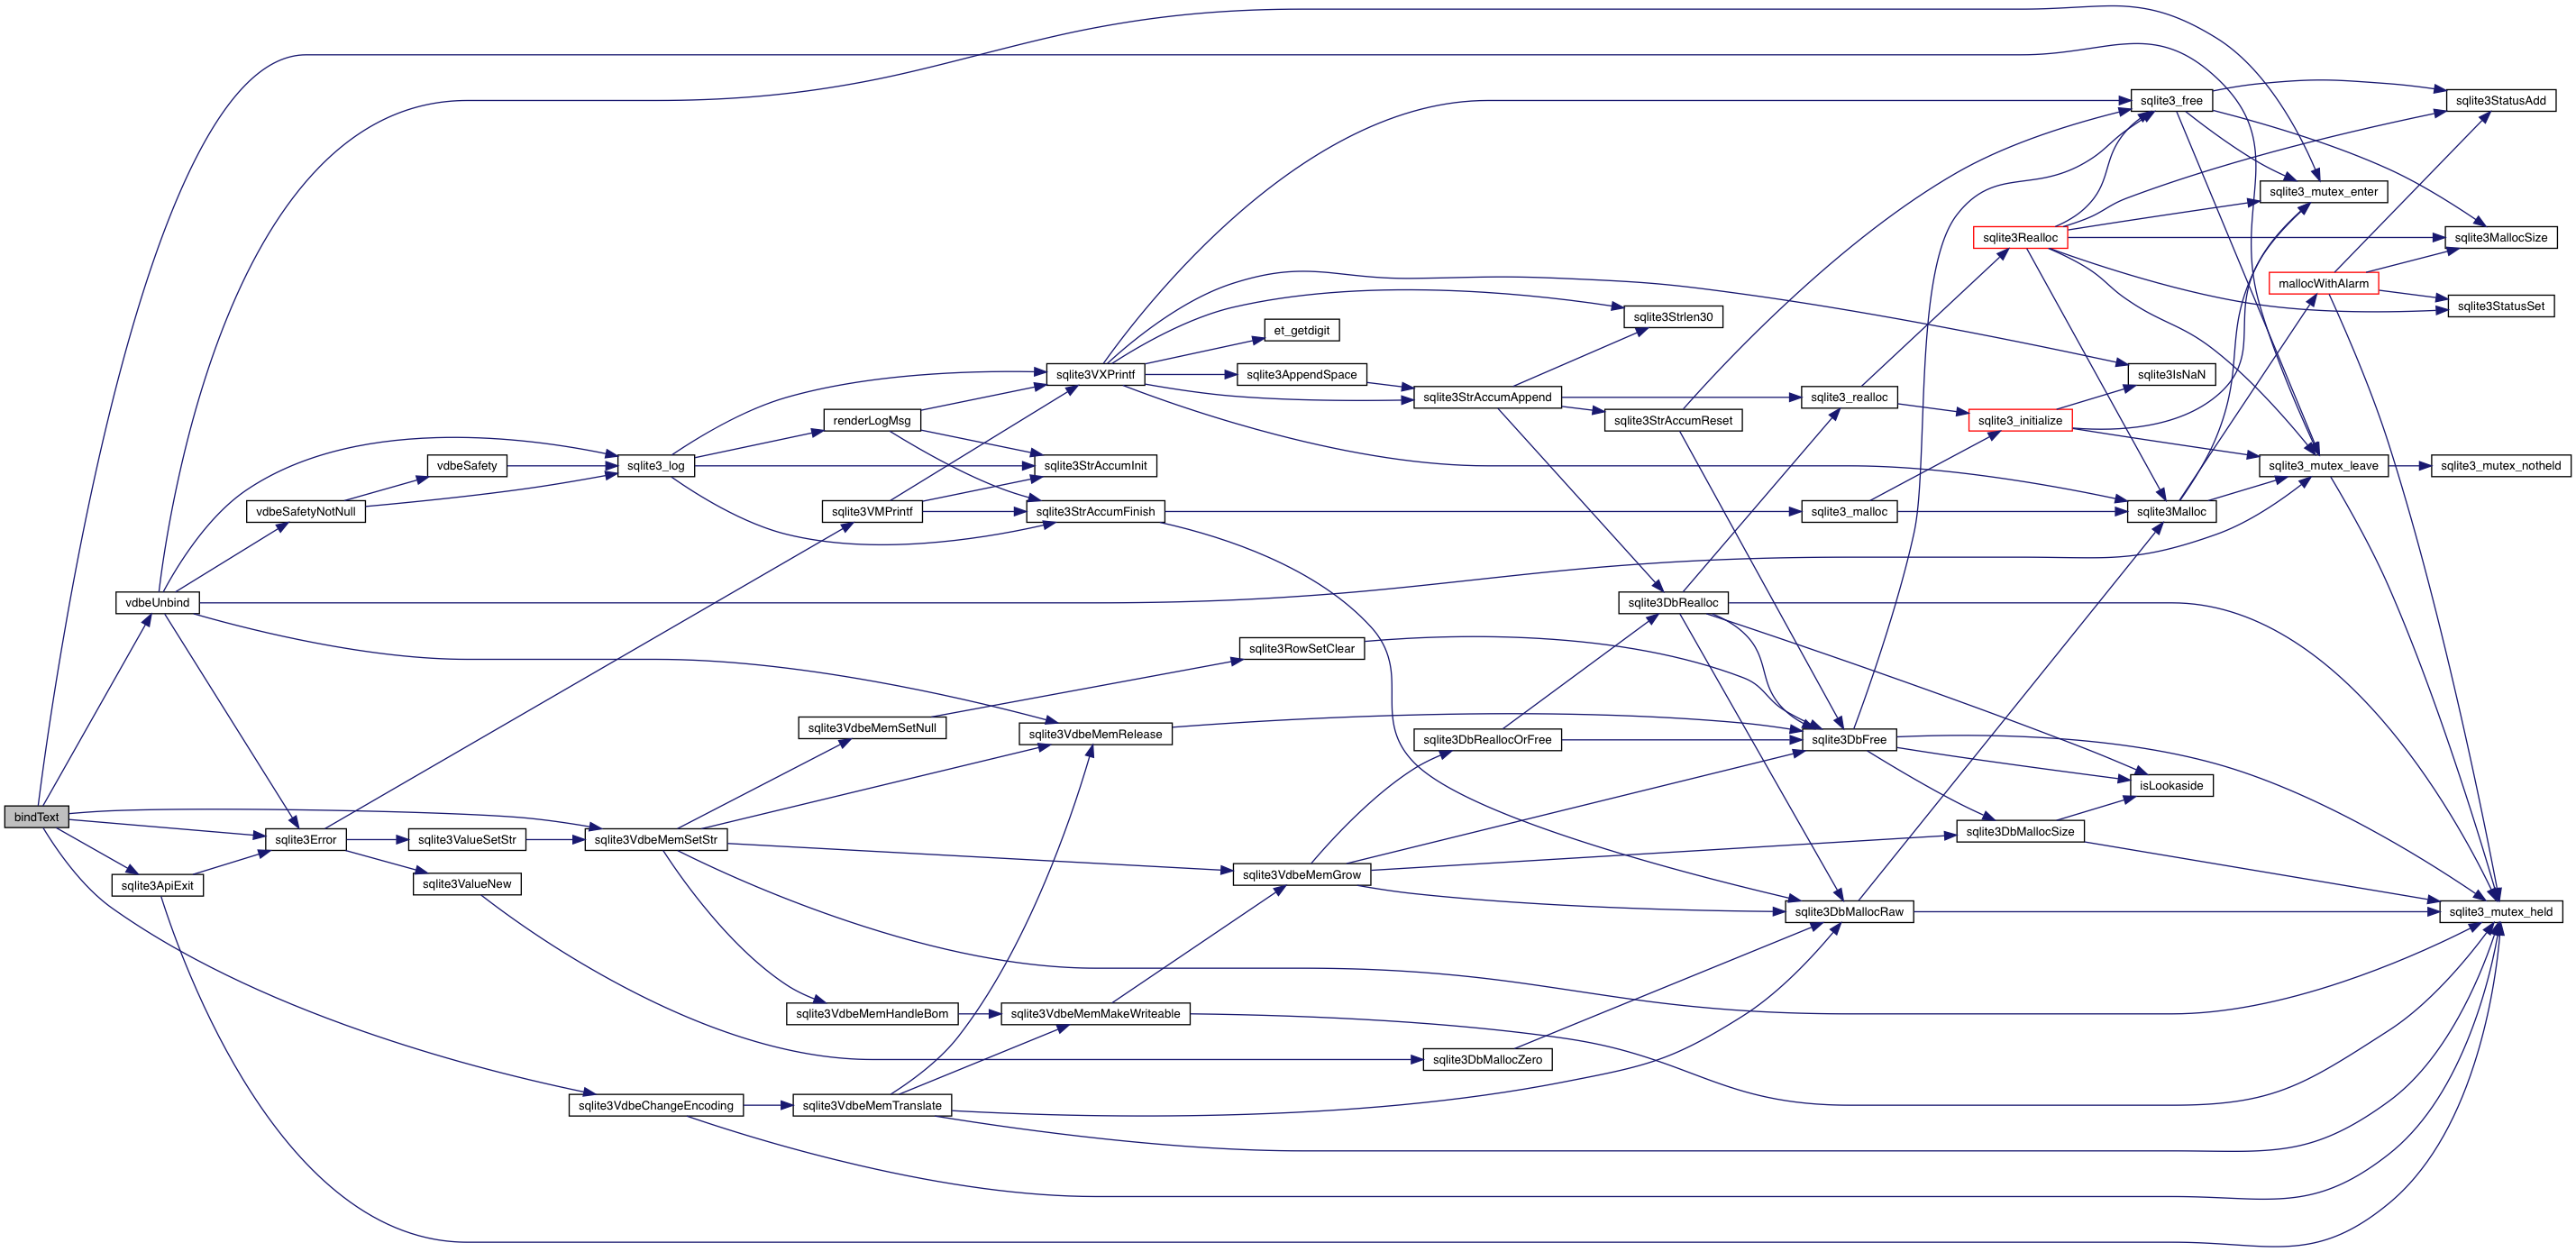 bindText
vdbeUnbind
sqlite3ApiExit
vdbeSafetyNotNull
sqlite3Error
vdbeSafety
sqlite3ValueSetStr
sqlite3ValueNew
sqlite3_log
sqlite3VdbeMemSetStr
sqlite3VdbeChangeEncoding
renderLogMsg
sqlite3VMPrintf
sqlite3VdbeMemSetNull
sqlite3VdbeMemHandleBom
sqlite3VdbeMemTranslate
sqlite3VXPrintf
sqlite3StrAccumInit
sqlite3StrAccumFinish
sqlite3VdbeMemRelease
sqlite3VdbeMemMakeWriteable
et_getdigit
sqlite3AppendSpace
sqlite3RowSetClear
sqlite3VdbeMemGrow
sqlite3StrAccumAppend
sqlite3DbReallocOrFree
sqlite3DbMallocZero
sqlite3Strlen30
sqlite3StrAccumReset
sqlite3DbRealloc
sqlite3_realloc
sqlite3_malloc
sqlite3DbFree
sqlite3DbMallocRaw
sqlite3Realloc
sqlite3_initialize
sqlite3DbMallocSize
sqlite3_free
sqlite3IsNaN
sqlite3Malloc
isLookaside
sqlite3_mutex_enter
mallocWithAlarm
sqlite3_mutex_leave
sqlite3StatusAdd
sqlite3MallocSize
sqlite3StatusSet
sqlite3_mutex_notheld
sqlite3_mutex_held